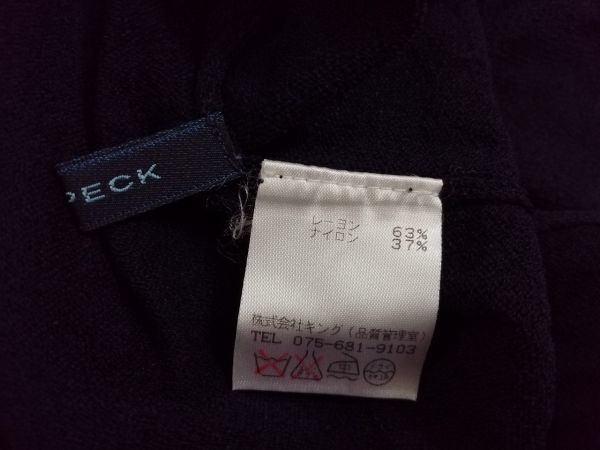 PECK
レーヨン 63%
ナイロン 37%
株式会社キング(品質管理室)
TEL 075-681-9103
中